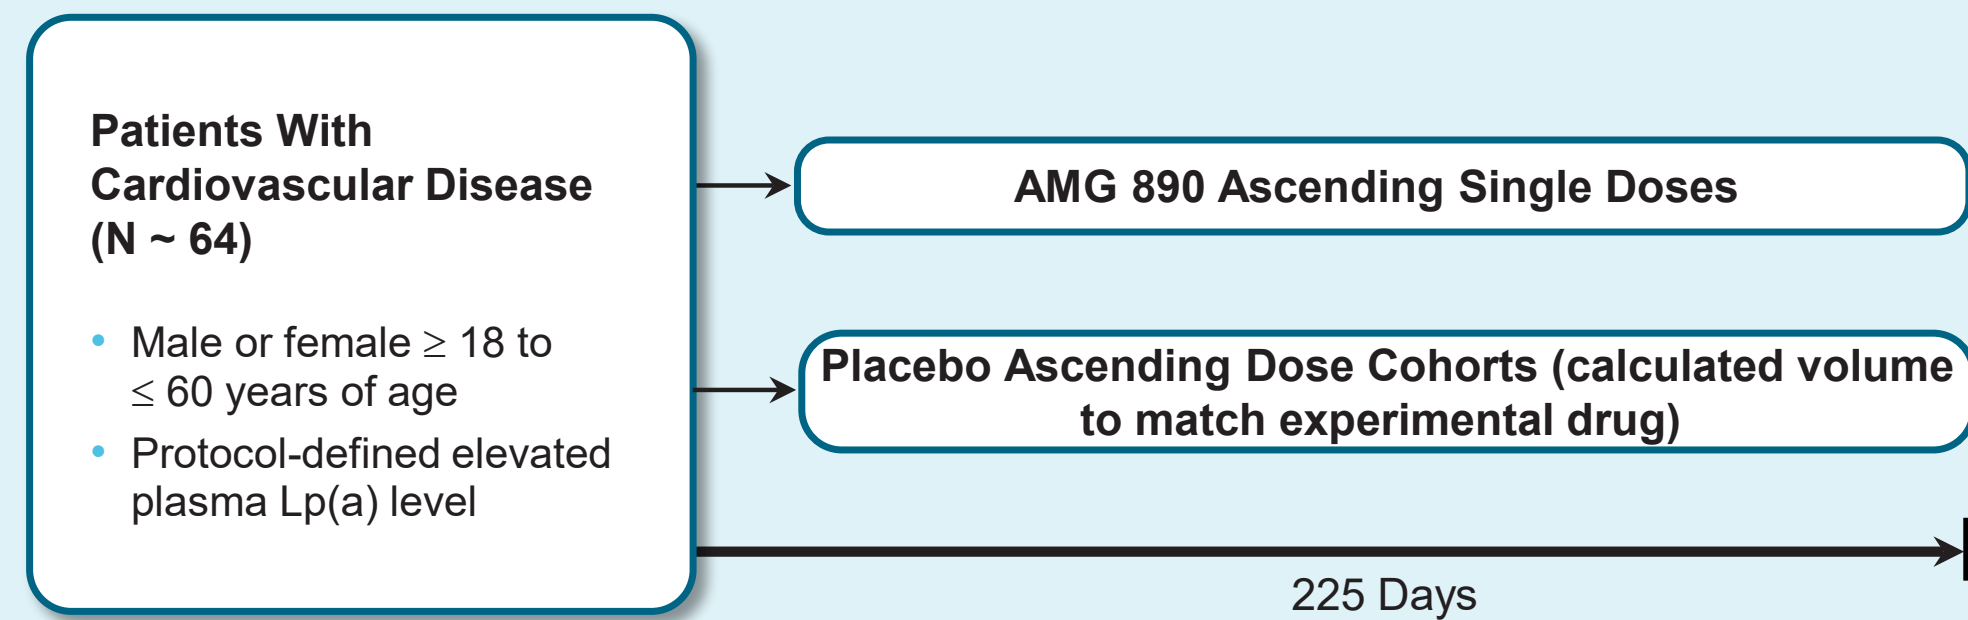 Patients With
Cardiovascular Disease
(N ~ 64)
• Male or female ≥ 18 to
≤ 60 years of age
• Protocol-defined elevated
plasma Lp(a) level
AMG 890 Ascending Single Doses
Placebo Ascending Dose Cohorts (calculated volume
to match experimental drug)
225 Days